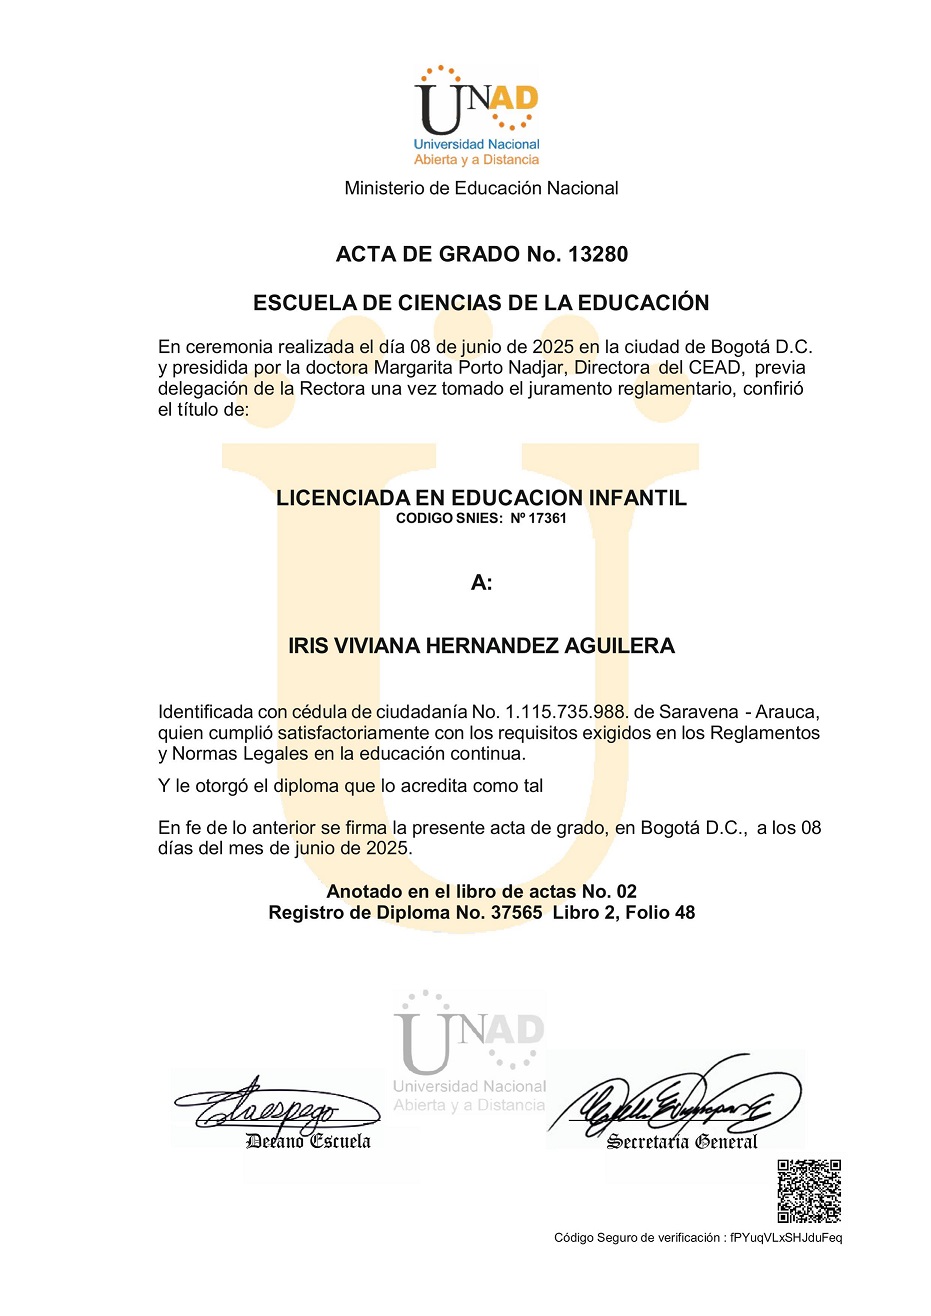 UNAD
Universidad Nacional
Abierta y a Distancia
Ministerio de Educación Nacional
ACTA DE GRADO No. 13280
ESCUELA DE CIENCIAS DE LA EDUCACIÓN
En ceremonia realizada el día 08 de junio de 2025 en la ciudad de Bogotá D.C.
y presidida por la doctora Margarita Porto Nadjar, Directora del CEAD, previa
delegación de la Rectora una vez tomado el juramento reglamentario, confirió
el título de:
LICENCIADA EN EDUCACION INFANTIL
CODIGO SNIES: Nº 17361
A:
IRIS VIVIANA HERNANDEZ AGUILERA
Identificada con cédula de ciudadanía No. 1.115.735.988. de Saravena - Arauca,
quien cumplió satisfactoriamente con los requisitos exigidos en los Reglamentos
y Normas Legales en la educación continua.
Y le otorgó el diploma que lo acredita como tal
En fe de lo anterior se firma la presente acta de grado, en Bogotá D.C., a los 08
días del mes de junio de 2025.
Anotado en el libro de actas No. 02
Registro de Diploma No. 37565 Libro 2, Folio 48
UNAD
Universidad Nacional
Abierta y a Distancia
Decano Escuela
Secretaria General
Código Seguro de verificación : fPYuqVLxSHJduFeq